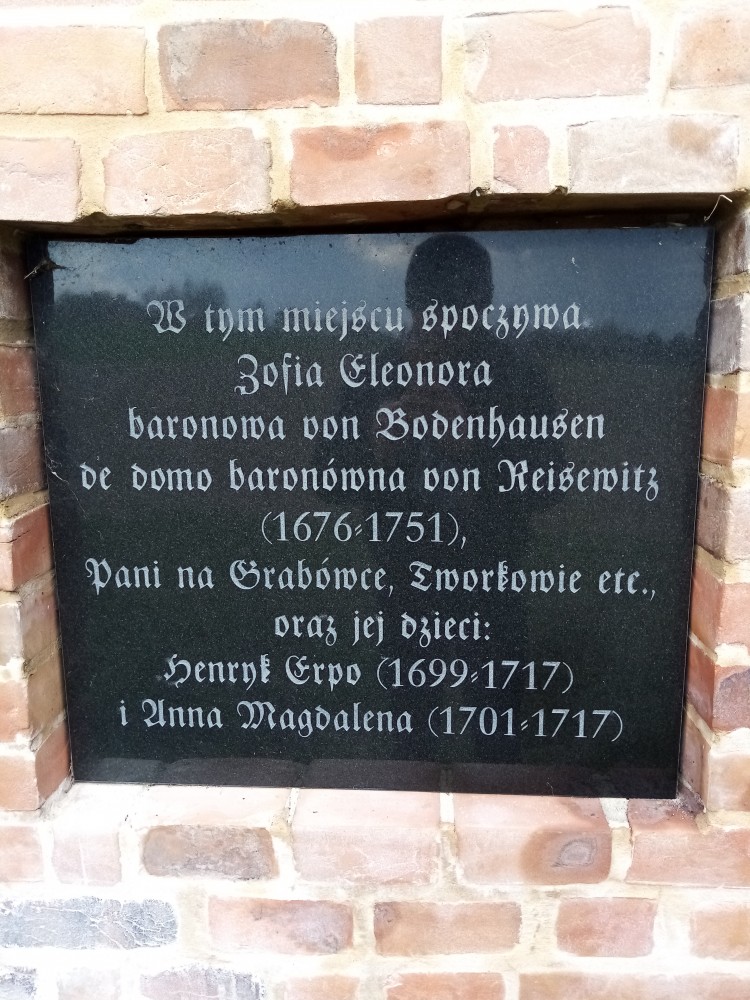 W tym miejscu spoczywa
Zofia Eleonora
baronowa von Bodenhausen
de domo baronówna von Reisewitz
(1676-1751),
Pani na Grabówce, Tworkowie etc.,
oraz jej dzieci:
Henryk Erpo (1699-1717)
i Anna Magdalena (1701-1717)